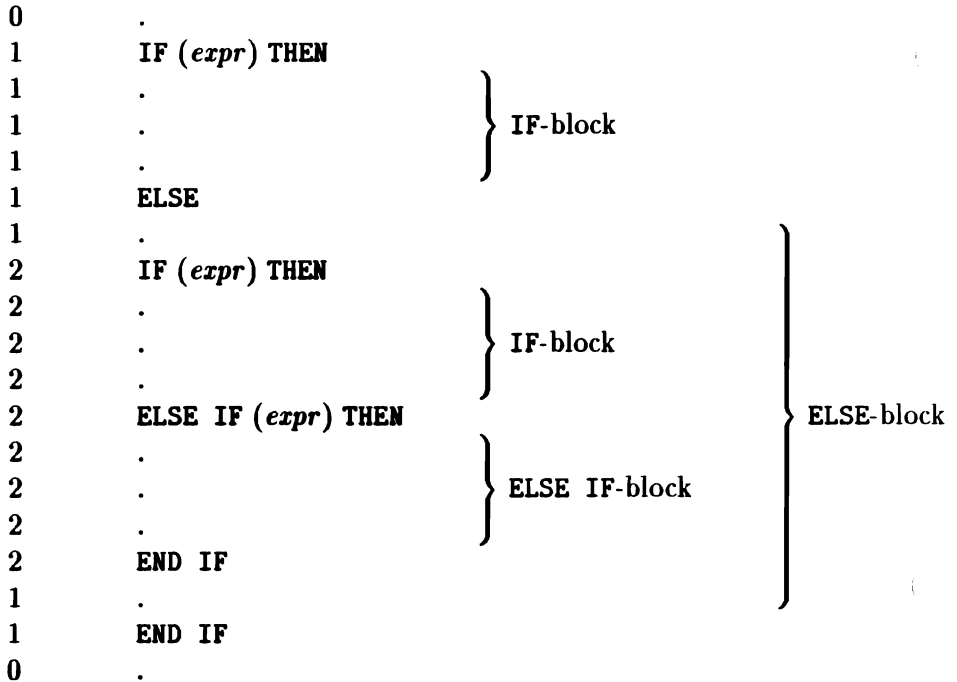 0 .
1 IF (expr) THEN
1 .
1 . IF-block
1 .
1 ELSE
1 .
2 IF (expr) THEN
2 .
2 . IF-block
2 .
2 ELSE IF (expr) THEN ELSE-block
2 .
2 . ELSE IF-block
2 .
2 END IF
1 .
1 END IF
0 .